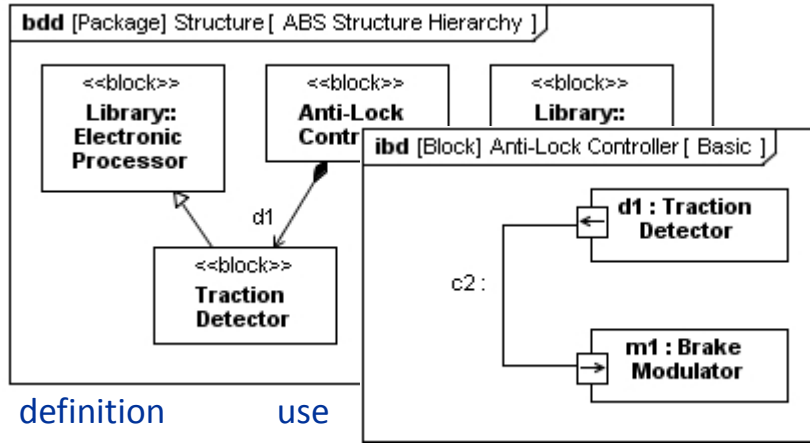 bdd [Package] Structure [ ABS Structure Hierarchy ]
<<block>>
Library::
Electronic
Processor
<<block>>
Anti-Lock
<<block>>
Library::
d1
<<block>>
Traction
Detector
definition use
ibd [Block] Anti-Lock Controller [ Basic ]
d1 : Traction
Detector
c2 :
m1 : Brake
Modulator